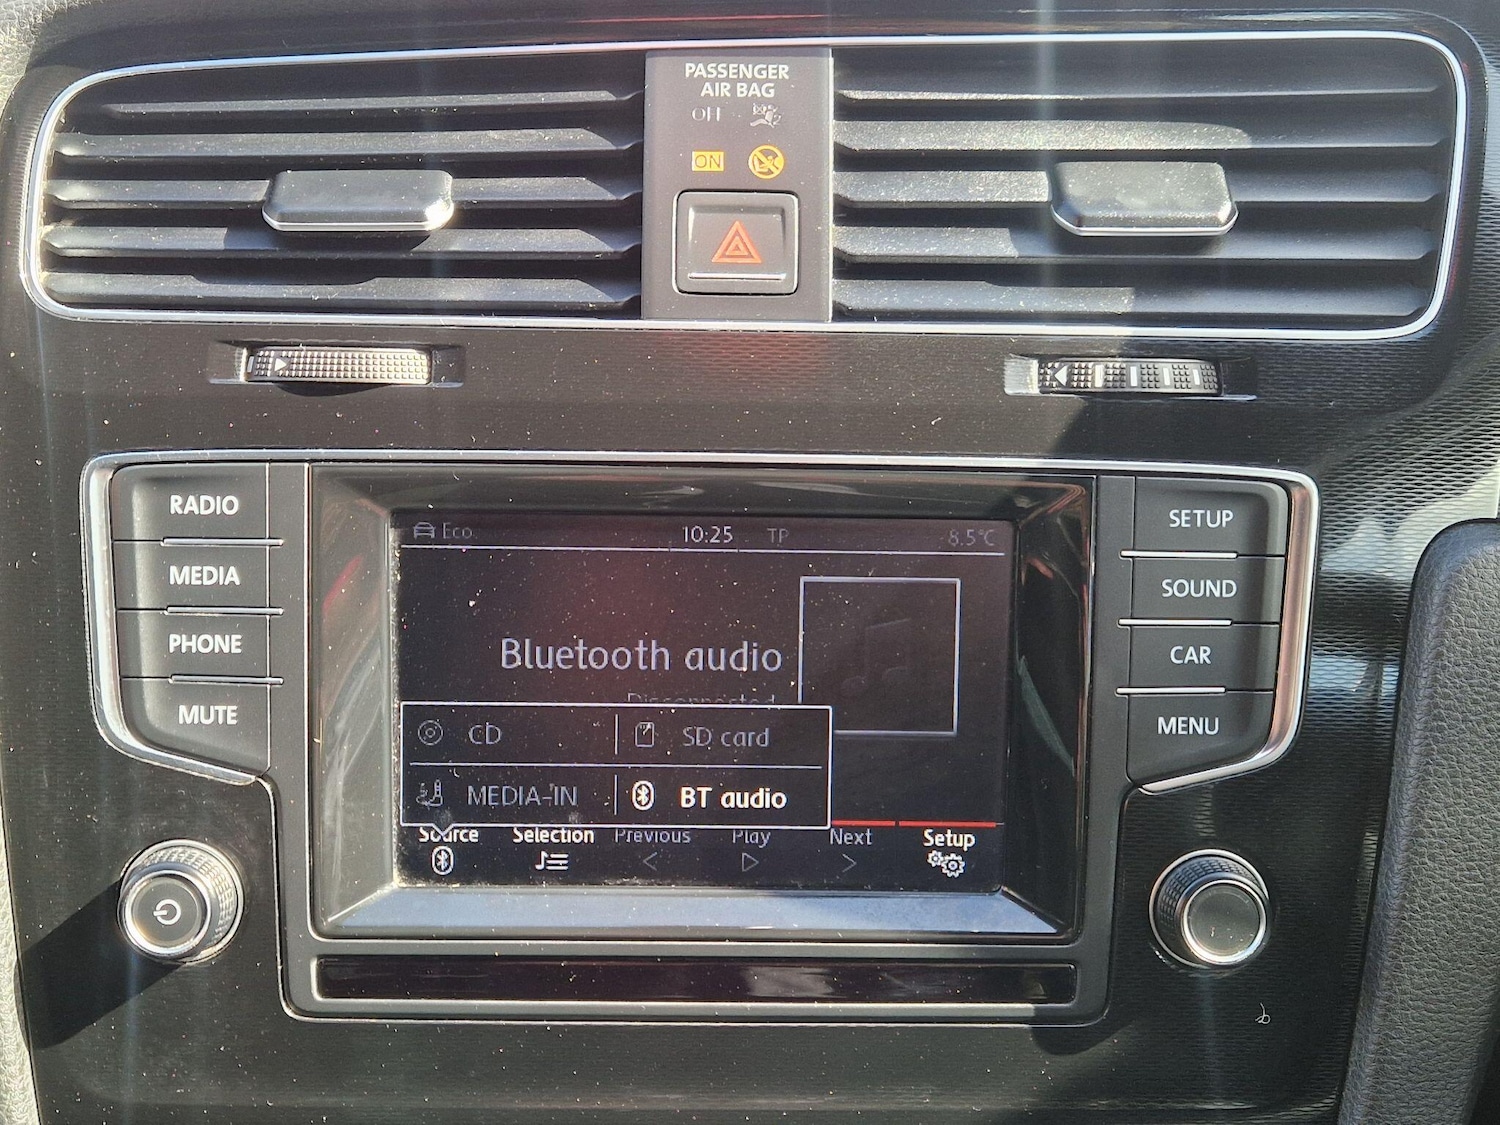 PASSENGER
AIR BAG
OFF
ON
RADIO
MEDIA
PHONE
MUTE
Eco 10:25 TP 8.5°C
Bluetooth audio
Disconnected
CD SD card
MEDIA-IN BT audio
Source Selection Previous Play Next Setup
SETUP
SOUND
CAR
MENU